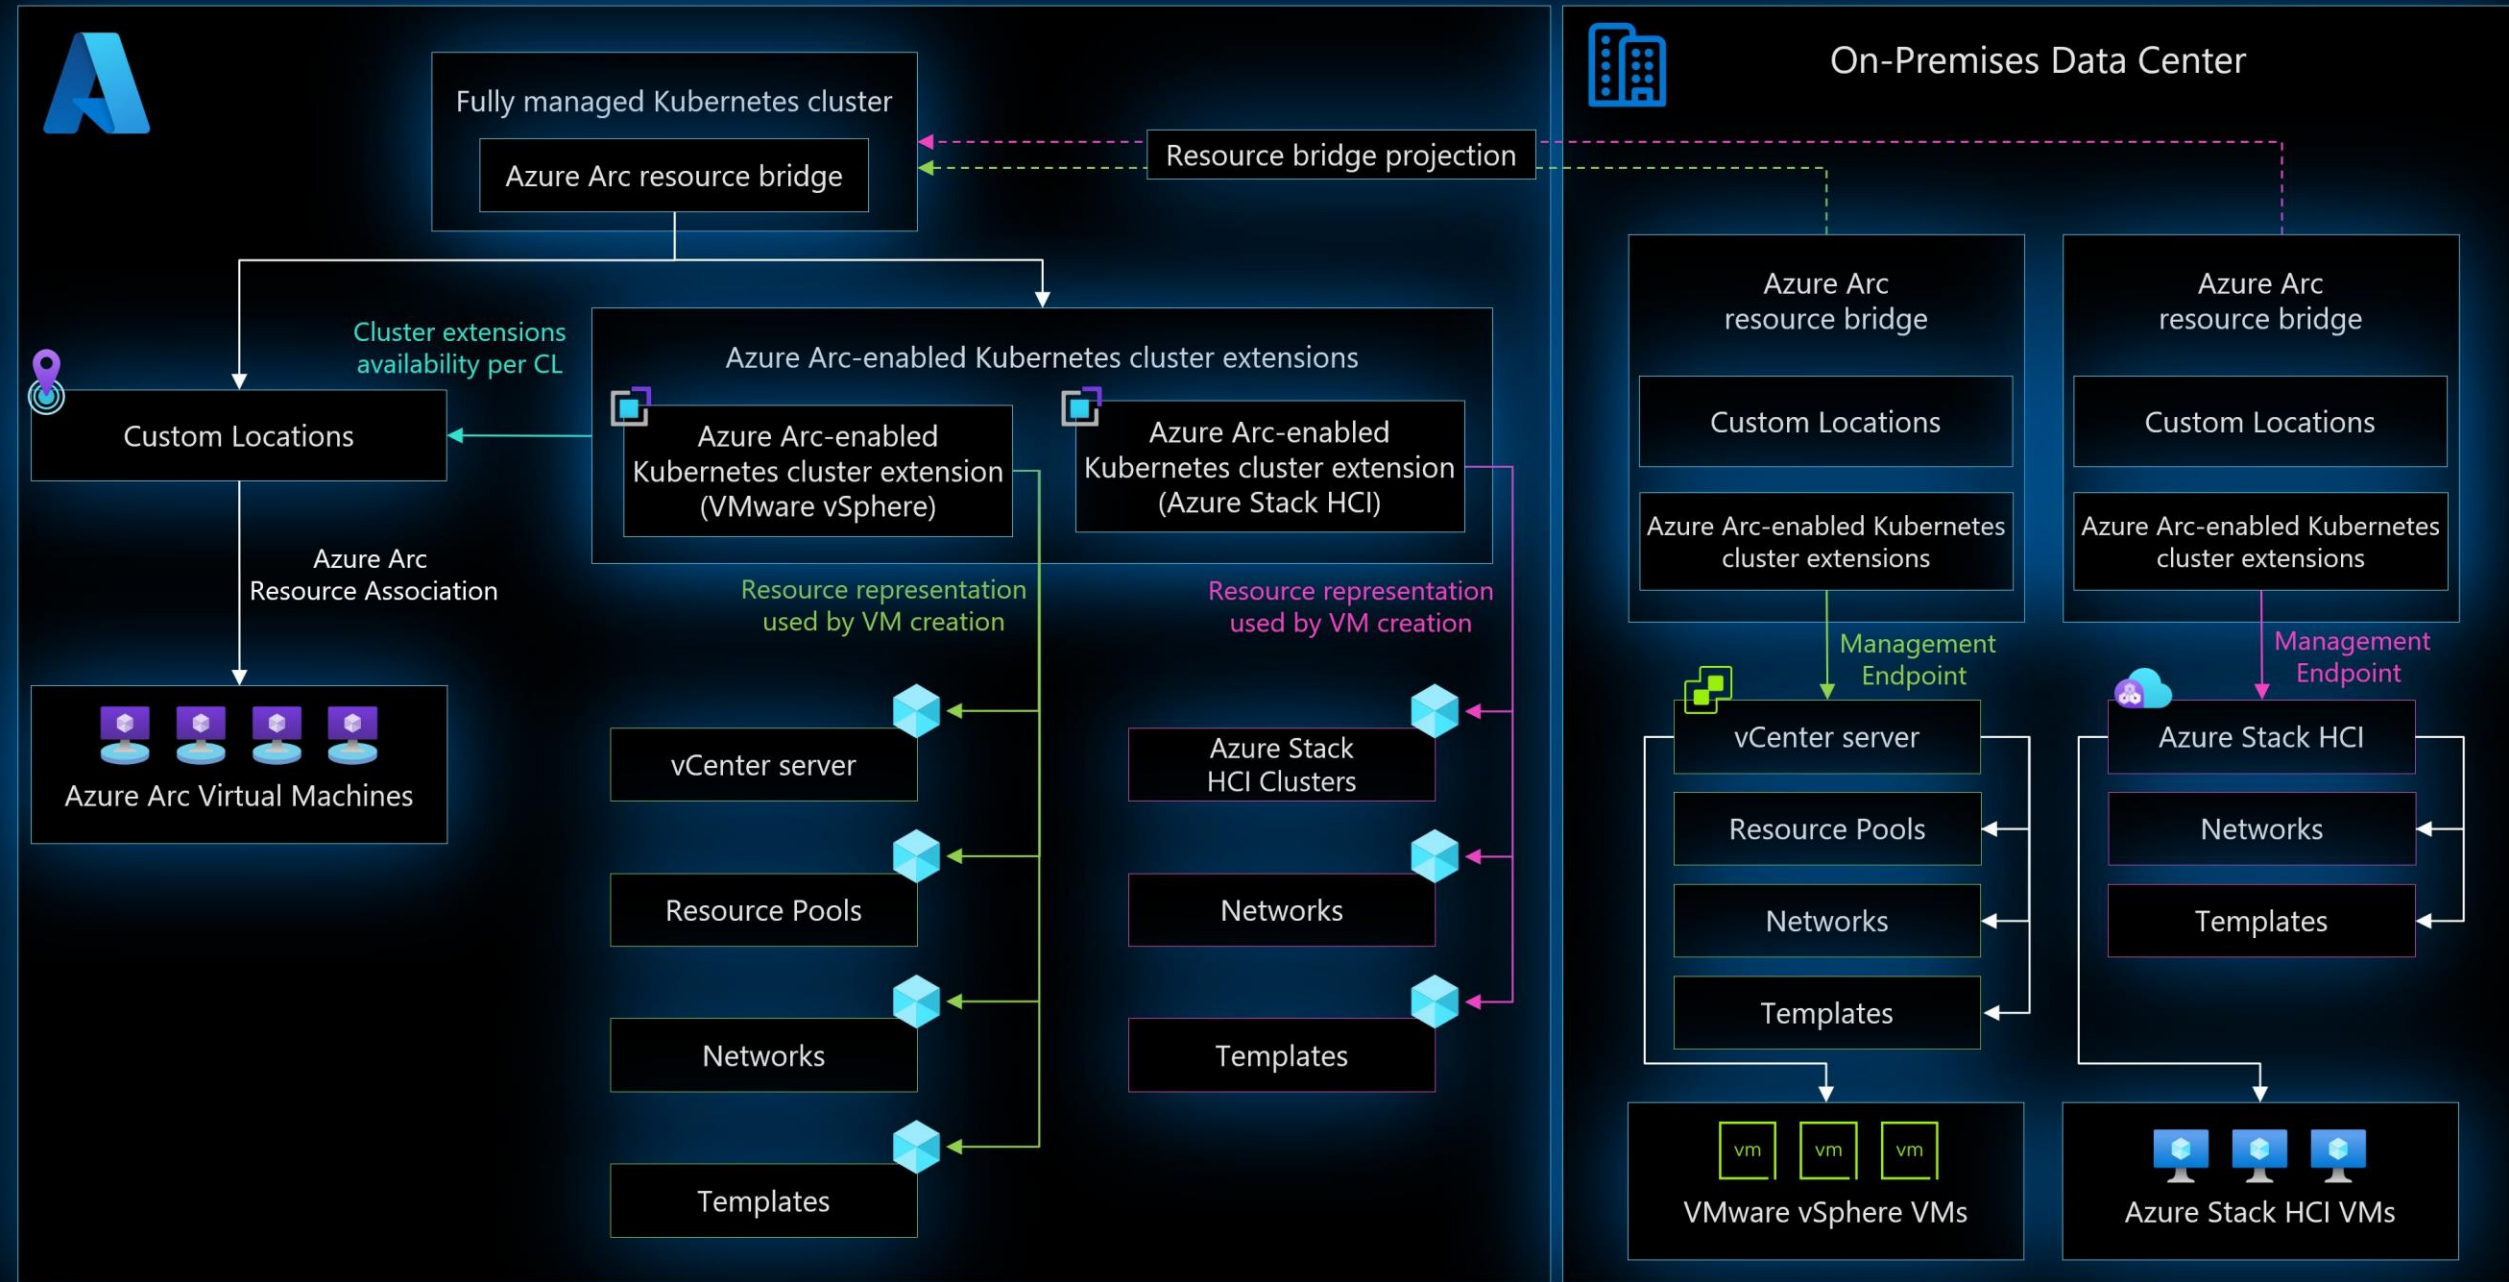 On-Premises Data Center
Fully managed Kubernetes cluster
Azure Arc resource bridge
Resource bridge projection
Cluster extensions
availability per CL
Azure Arc-enabled Kubernetes cluster extensions
Custom Locations
Azure Arc-enabled
Kubernetes cluster extension
(VMware vSphere)
Azure Arc-enabled
Kubernetes cluster extension
(Azure Stack HCI)
Azure Arc
Resource Association
Resource representation
used by VM creation
Resource representation
used by VM creation
Azure Arc Virtual Machines
vCenter server
Resource Pools
Networks
Templates
Azure Stack
HCI Clusters
Networks
Templates
Azure Arc
resource bridge
Custom Locations
Azure Arc-enabled Kubernetes
cluster extensions
Management
Endpoint
vCenter server
Resource Pools
Networks
Templates
vm vm vm
VMware vSphere VMs
Azure Arc
resource bridge
Custom Locations
Azure Arc-enabled Kubernetes
cluster extensions
Management
Endpoint
Azure Stack HCI
Networks
Templates
Azure Stack HCI VMs